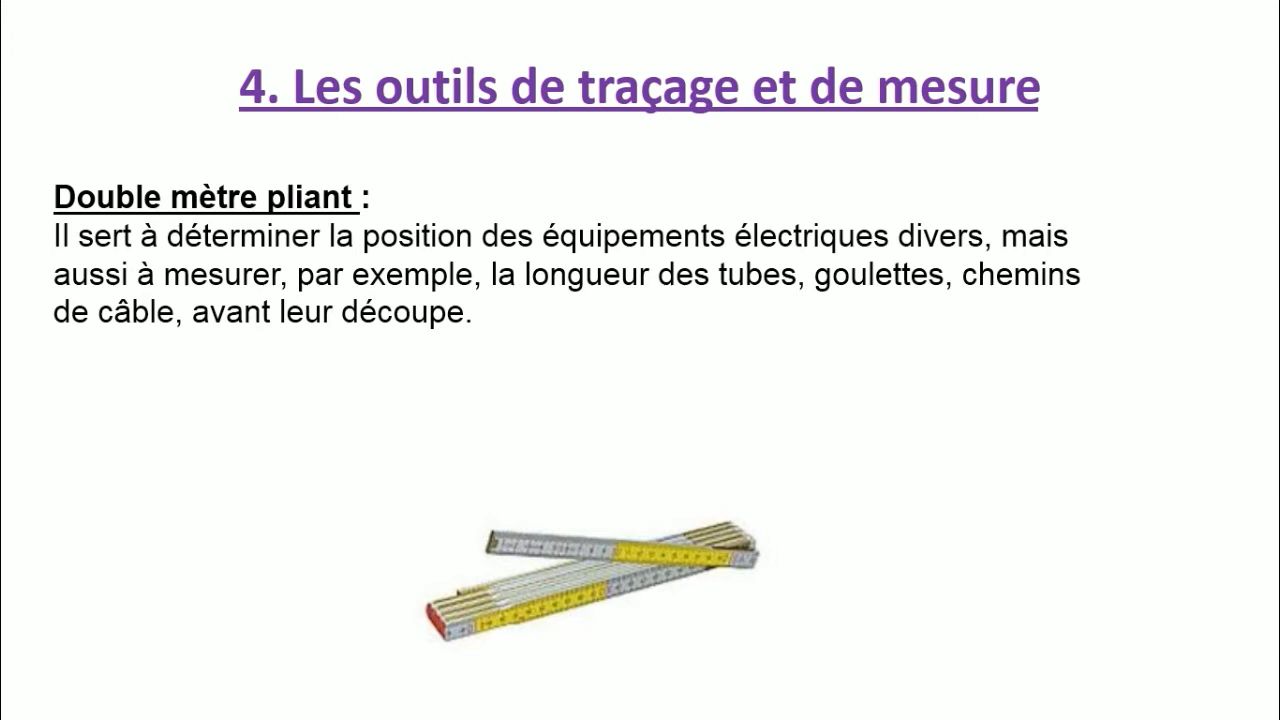 4. Les outils de traçage et de mesure
Double mètre pliant :
Il sert à déterminer la position des équipements électriques divers, mais
aussi à mesurer, par exemple, la longueur des tubes, goulettes, chemins
de câble, avant leur découpe.